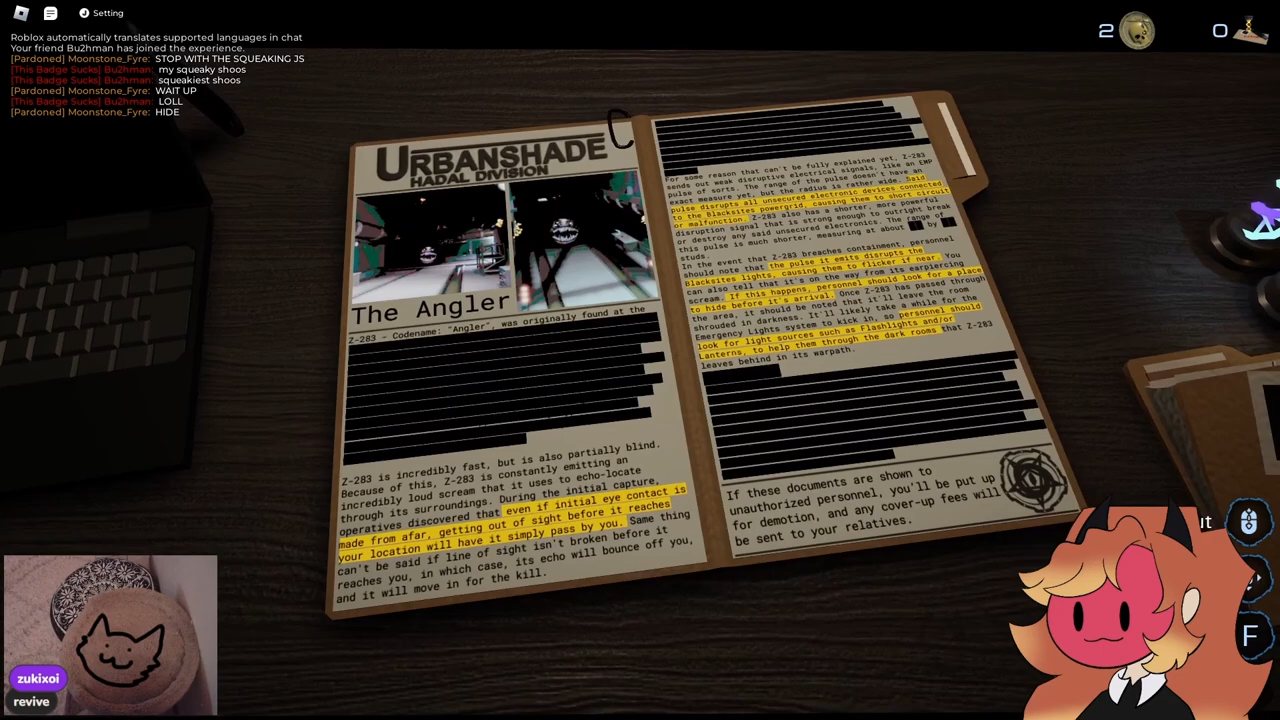 Setting
Roblox automatically translates supported languages in chat
Your friend Bu2hman has joined the experience.
[Pardoned] Moonstone_Fyre: STOP WITH THE SQUEAKING JS
[This Badge Sucks] Bu2hman: my squeaky shoos
[This Badge Sucks] Bu2hman: squeakiest shoos
[Pardoned] Moonstone_Fyre: WAIT UP
[This Badge Sucks] Bu2hman: LOLL
[Pardoned] Moonstone_Fyre: HIDE
2
0
URBANSHADE
HADAL DIVISION
The Angler
Z-283 - Codename: "Angler", was originally found at the
Z-283 is incredibly fast, but is also partially blind.
Because of this, Z-283 is constantly emitting an
incredibly loud scream that it uses to echo-locate
through its surroundings. During the initial capture,
operatives discovered that even if initial eye contact is
made from afar, getting out of sight before it reaches
your location will have it simply pass by you. Same thing
can't be said if line of sight isn't broken before it
reaches you, in which case, its echo will bounce off you,
and it will move in for the kill.
For some reason that can't be fully explained yet, Z-283
sends out weak disruptive electrical signals, like an EMP
pulse of sorts. The range of the pulse doesn't have an
exact measure yet, but the radius is rather wide. Said
pulse disrupts all unsecured electronic devices connected
to the Blacksites powergrid, causing them to short circuit
or malfunction. Z-283 also has a shorter, more powerful
disruption signal that is strong enough to outright break
or destroy any said unsecured electronics. The range of
this pulse is much shorter, measuring at about by
studs.
In the event that Z-283 breaches containment, personnel
should note that the pulse it emits disrupts the
Blacksites lights, causing them to flicker if near. You
can also tell that it's on the way from its earpiercing
scream. If this happens, personnel should look for a place
to hide before it's arrival. Once Z-283 has passed through
the area, it should be noted that it'll leave the room
shrouded in darkness. It'll likely take a while for the
Emergency Lights system to kick in, so personnel should
look for light sources such as Flashlights and/or
Lanterns, to help them through the dark rooms that Z-283
leaves behind in its warpath.
If these documents are shown to
unauthorized personnel, you'll be put up
for demotion, and any cover-up fees will
be sent to your relatives.
it
F
zukixoi
revive